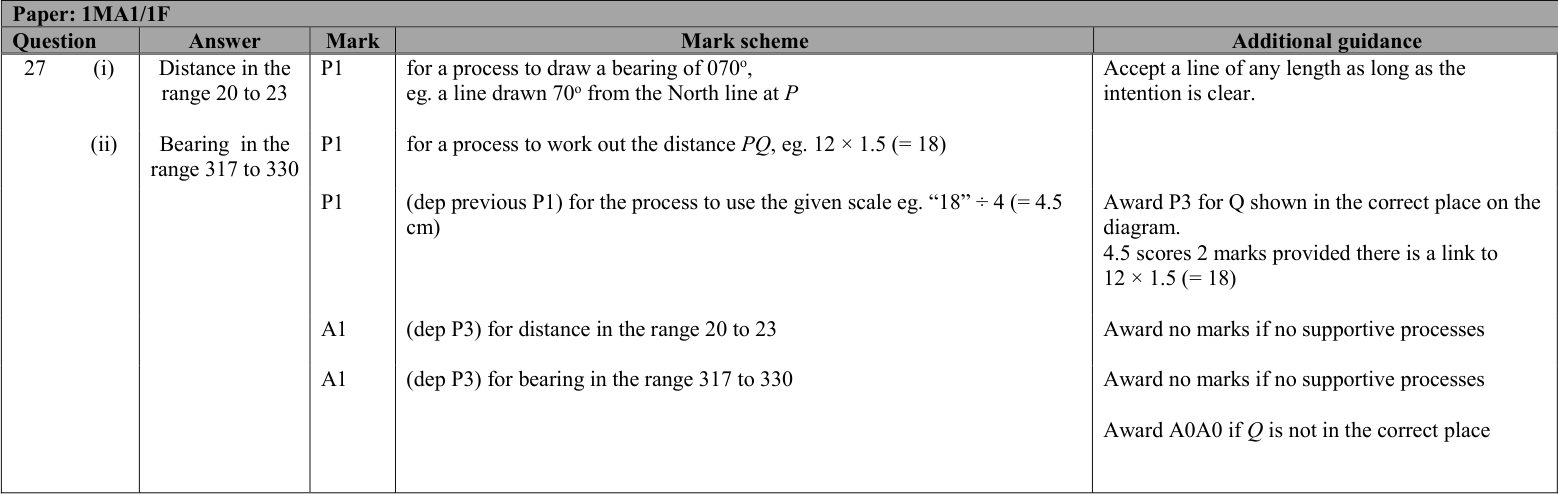 Paper: 1MA1/1F
Question Answer Mark Mark scheme Additional guidance
27 (i) Distance in the range 20 to 23 P1 for a process to draw a bearing of 070º,
eg. a line drawn 70º from the North line at P
Accept a line of any length as long as the
intention is clear.
(ii) Bearing in the
range 317 to 330
P1 for a process to work out the distance PQ, eg. 12 × 1.5 (= 18)
P1 (dep previous P1) for the process to use the given scale eg. “18” ÷ 4 (= 4.5
cm)
Award P3 for Q shown in the correct place on the
diagram.
4.5 scores 2 marks provided there is a link to
12 × 1.5 (= 18)
A1 (dep P3) for distance in the range 20 to 23 Award no marks if no supportive processes
A1 (dep P3) for bearing in the range 317 to 330 Award no marks if no supportive processes
Award A0A0 if Q is not in the correct place